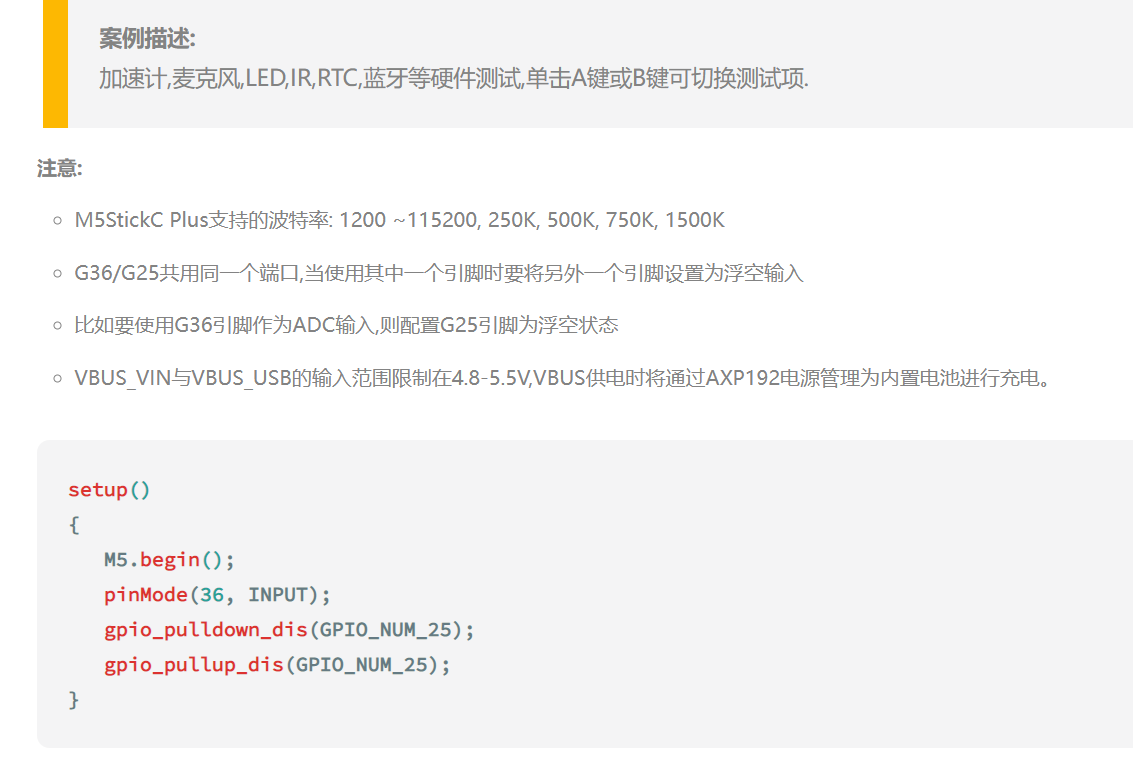 案例描述:
加速计,麦克风,LED,IR,RTC,蓝牙等硬件测试,单击A键或B键可切换测试项.
注意:
M5StickC Plus支持的波特率: 1200 ~115200, 250K, 500K, 750K, 1500K
G36/G25共用同一个端口,当使用其中一个引脚时要将另外一个引脚设置为浮空输入
比如要使用G36引脚作为ADC输入,则配置G25引脚为浮空状态
VBUS_VIN与VBUS_USB的输入范围限制在4.8-5.5V,VBUS供电时将通过AXP192电源管理为内置电池进行充电。
setup()
{
M5.begin();
pinMode(36, INPUT);
gpio_pulldown_dis(GPIO_NUM_25);
gpio_pullup_dis(GPIO_NUM_25);
}